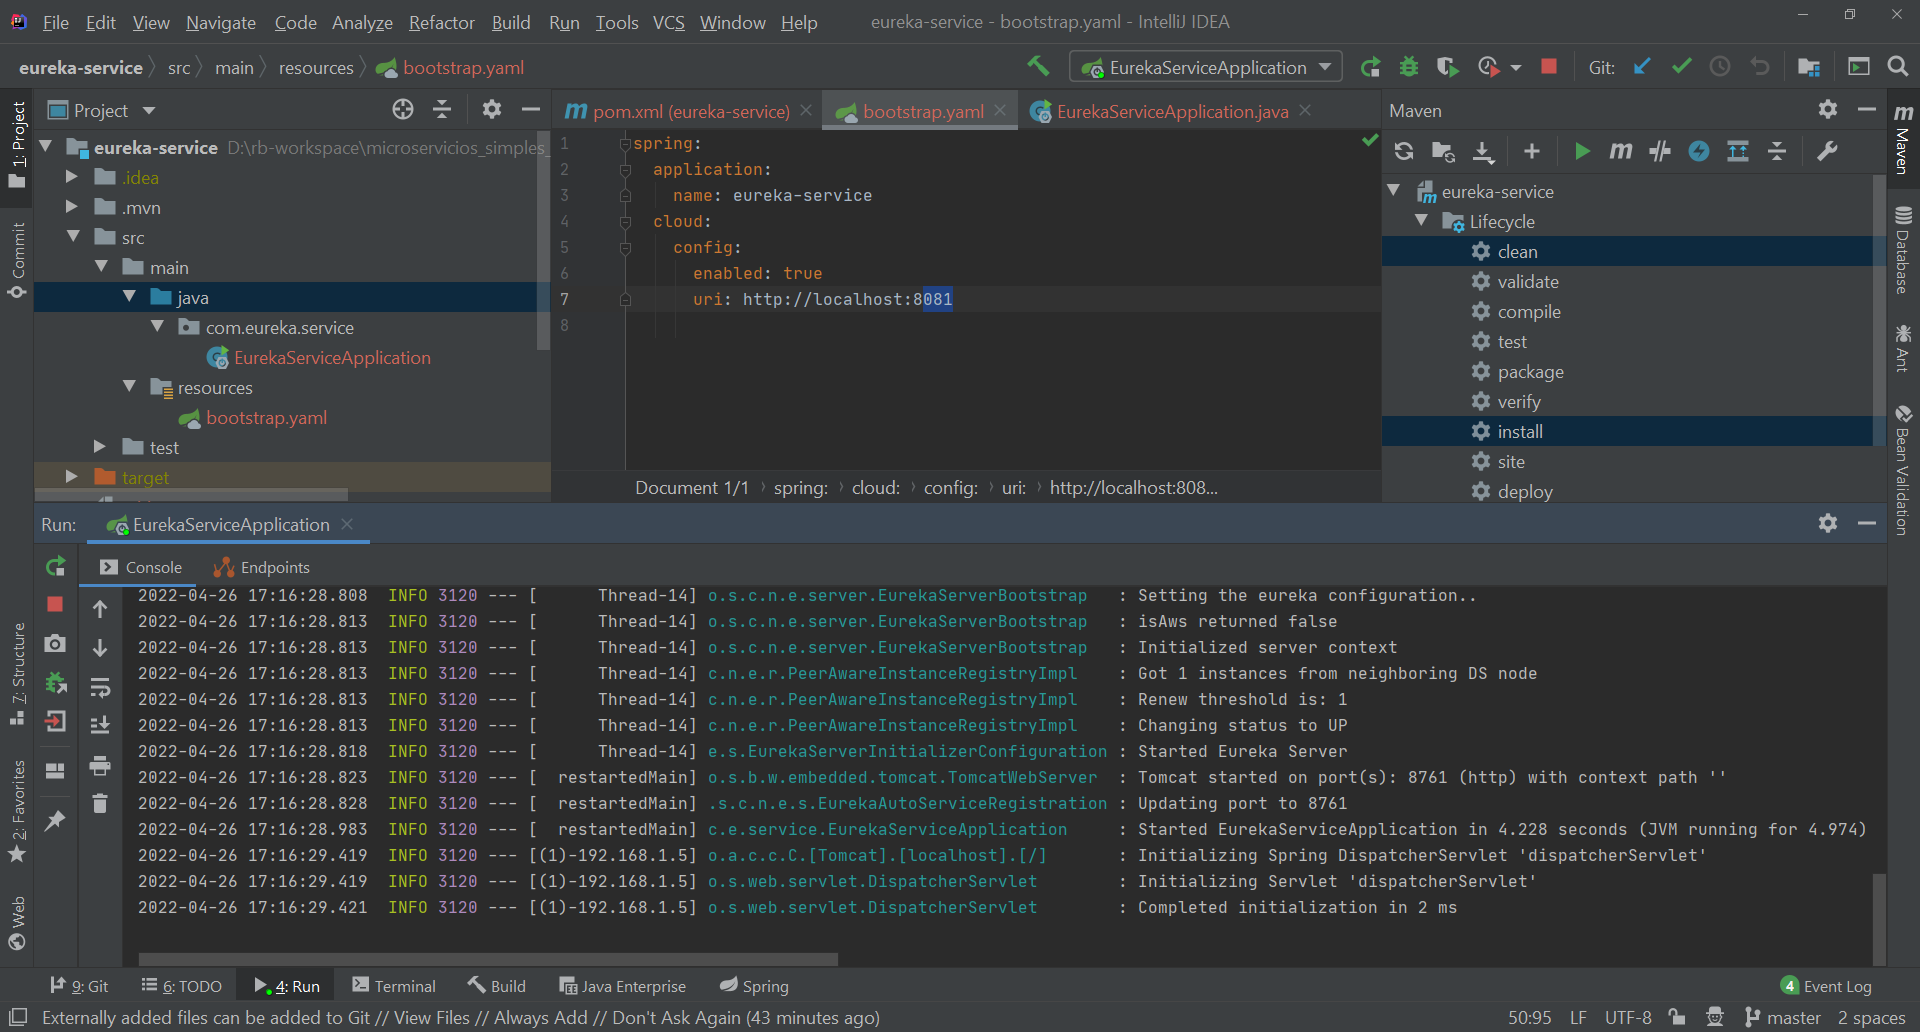 File Edit View Navigate Code Analyze Refactor Build Run Tools VCS Window Help eureka-service - bootstrap.yaml - IntelliJ IDEA
eureka-service src main resources bootstrap.yaml EurekaServiceApplication Git:
Project
pom.xml (eureka-service) bootstrap.yaml EurekaServiceApplication.java
Maven
1: Project
Commit
7: Structure
2: Favorites
Web
eureka-service D:\rb-workspace\microservicios_simples_
.idea
.mvn
src
main
java
com.eureka.service
EurekaServiceApplication
resources
bootstrap.yaml
test
target
1 spring:
2 application:
3 name: eureka-service
4 cloud:
5 config:
6 enabled: true
7 uri: http://localhost:8081
8
Document 1/1 › spring: › cloud: › config: › uri: › http://localhost:808...
eureka-service
Lifecycle
clean
validate
compile
test
package
verify
install
site
deploy
Maven
Database
Ant
Bean Validation
Run: EurekaServiceApplication
Console Endpoints
2022-04-26 17:16:28.808 INFO 3120 --- [ Thread-14] o.s.c.n.e.server.EurekaServerBootstrap : Setting the eureka configuration..
2022-04-26 17:16:28.813 INFO 3120 --- [ Thread-14] o.s.c.n.e.server.EurekaServerBootstrap : isAws returned false
2022-04-26 17:16:28.813 INFO 3120 --- [ Thread-14] o.s.c.n.e.server.EurekaServerBootstrap : Initialized server context
2022-04-26 17:16:28.813 INFO 3120 --- [ Thread-14] c.n.e.r.PeerAwareInstanceRegistryImpl : Got 1 instances from neighboring DS node
2022-04-26 17:16:28.813 INFO 3120 --- [ Thread-14] c.n.e.r.PeerAwareInstanceRegistryImpl : Renew threshold is: 1
2022-04-26 17:16:28.813 INFO 3120 --- [ Thread-14] c.n.e.r.PeerAwareInstanceRegistryImpl : Changing status to UP
2022-04-26 17:16:28.818 INFO 3120 --- [ Thread-14] e.s.EurekaServerInitializerConfiguration : Started Eureka Server
2022-04-26 17:16:28.823 INFO 3120 --- [ restartedMain] o.s.b.w.embedded.tomcat.TomcatWebServer : Tomcat started on port(s): 8761 (http) with context path ''
2022-04-26 17:16:28.828 INFO 3120 --- [ restartedMain] .s.c.n.e.s.EurekaAutoServiceRegistration : Updating port to 8761
2022-04-26 17:16:28.983 INFO 3120 --- [ restartedMain] c.e.service.EurekaServiceApplication : Started EurekaServiceApplication in 4.228 seconds (JVM running for 4.974)
2022-04-26 17:16:29.419 INFO 3120 --- [(1)-192.168.1.5] o.a.c.c.C.[Tomcat].[localhost].[/] : Initializing Spring DispatcherServlet 'dispatcherServlet'
2022-04-26 17:16:29.419 INFO 3120 --- [(1)-192.168.1.5] o.s.web.servlet.DispatcherServlet : Initializing Servlet 'dispatcherServlet'
2022-04-26 17:16:29.421 INFO 3120 --- [(1)-192.168.1.5] o.s.web.servlet.DispatcherServlet : Completed initialization in 2 ms
9: Git 6: TODO 4: Run Terminal Build Java Enterprise Spring 4 Event Log
Externally added files can be added to Git // View Files // Always Add // Don't Ask Again (43 minutes ago) 50:95 LF UTF-8 master 2 spaces